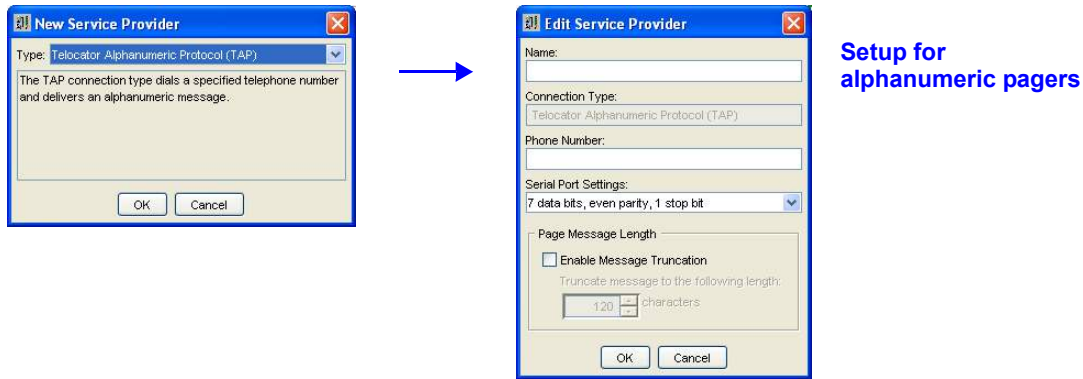 New Service Provider
Type: Telocator Alphanumeric Protocol (TAP)
The TAP connection type dials a specified telephone number
and delivers an alphanumeric message.
OK Cancel
Edit Service Provider
Name:
Connection Type:
Telocator Alphanumeric Protocol (TAP)
Phone Number:
Serial Port Settings:
7 data bits, even parity, 1 stop bit
Page Message Length
Enable Message Truncation
Truncate message to the following length:
120 characters
OK Cancel
Setup for
alphanumeric pagers